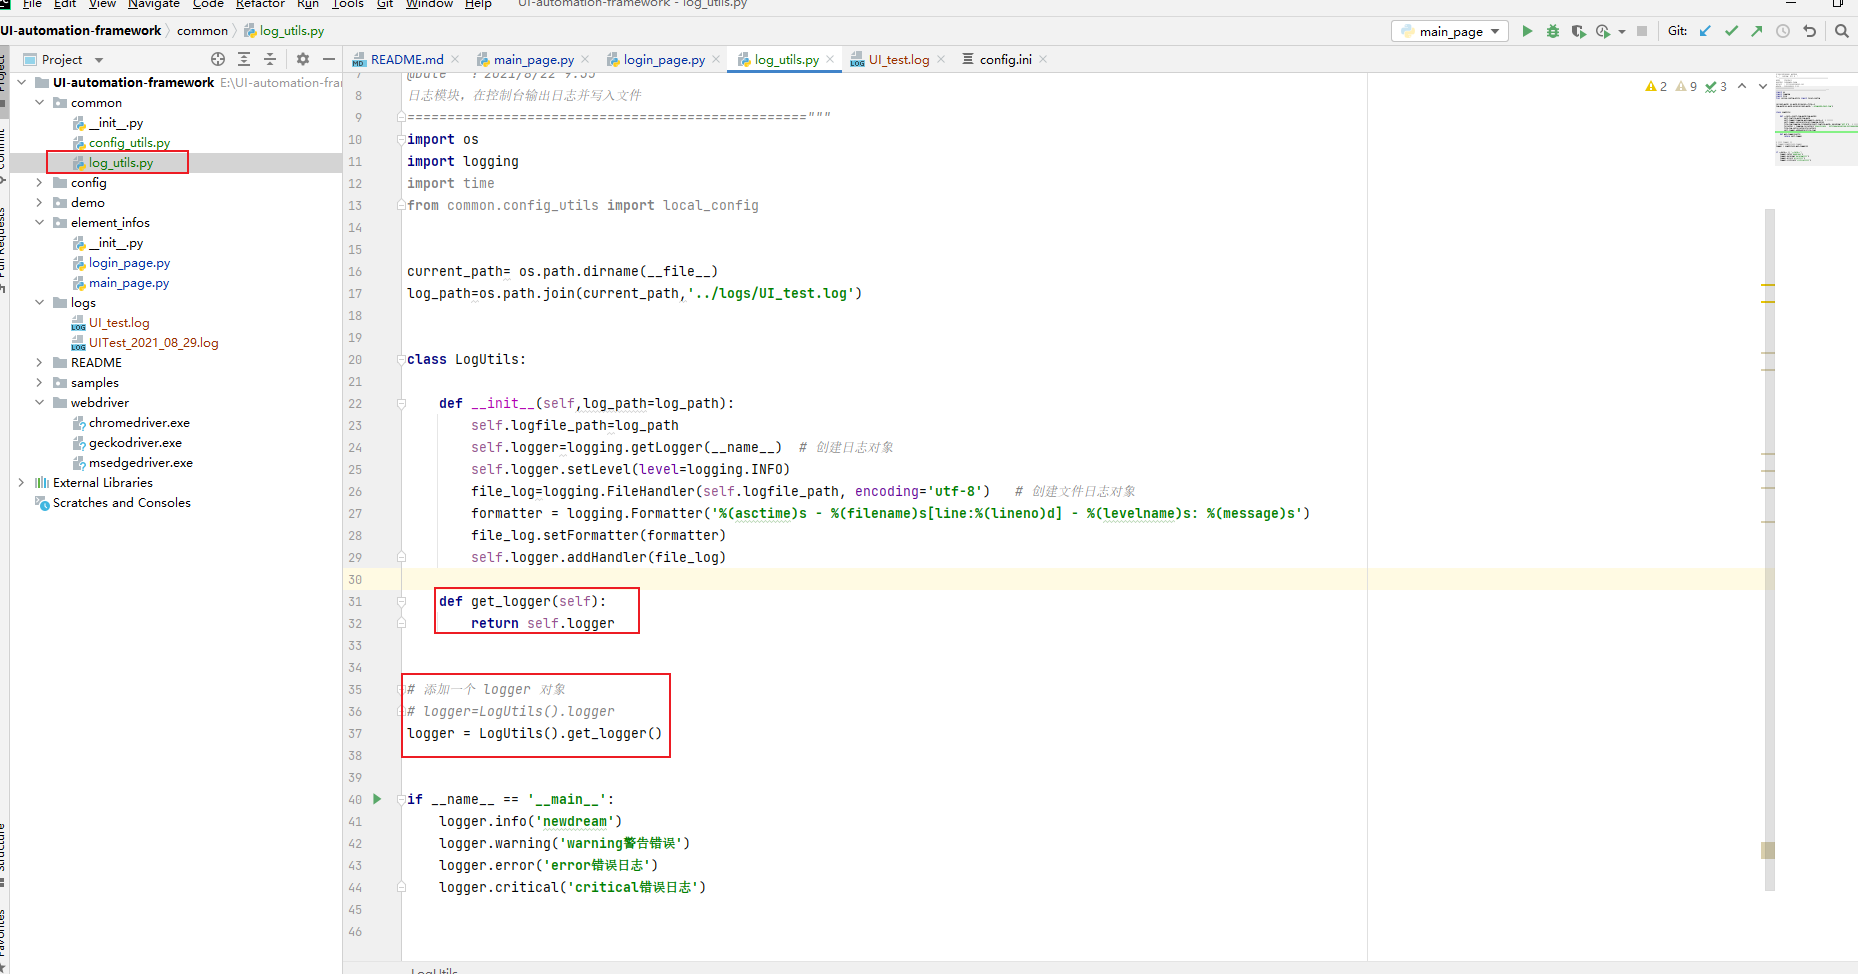 File Edit View Navigate Code Refactor Run Tools Git Window Help UI-automation-framework - log_utils.py
UI-automation-framework common log_utils.py
main_page
Git:
Project
README.md main_page.py login_page.py log_utils.py UI_test.log config.ini
Project
Commit
Pull Requests
Structure
Favorites
UI-automation-framework E:\UI-automation-fra
common
__init__.py
config_utils.py
log_utils.py
config
demo
element_infos
__init__.py
login_page.py
main_page.py
logs
UI_test.log
UITest_2021_08_29.log
README
samples
webdriver
chromedriver.exe
geckodriver.exe
msedgedriver.exe
External Libraries
Scratches and Consoles
2 9 3
7 @Date : 2021/8/22 9:55
8 日志模块，在控制台输出日志并写入文件
9 =================================================="""
10 import os
11 import logging
12 import time
13 from common.config_utils import local_config
14
15
16 current_path= os.path.dirname(__file__)
17 log_path=os.path.join(current_path,'../logs/UI_test.log')
18
19
20 class LogUtils:
21
22 def __init__(self,log_path=log_path):
23 self.logfile_path=log_path
24 self.logger=logging.getLogger(__name__) # 创建日志对象
25 self.logger.setLevel(level=logging.INFO)
26 file_log=logging.FileHandler(self.logfile_path, encoding='utf-8') # 创建文件日志对象
27 formatter = logging.Formatter('%(asctime)s - %(filename)s[line:%(lineno)d] - %(levelname)s: %(message)s')
28 file_log.setFormatter(formatter)
29 self.logger.addHandler(file_log)
30
31 def get_logger(self):
32 return self.logger
33
34
35 # 添加一个 logger 对象
36 # logger=LogUtils().logger
37 logger = LogUtils().get_logger()
38
39
40 if __name__ == '__main__':
41 logger.info('newdream')
42 logger.warning('warning警告错误')
43 logger.error('error错误日志')
44 logger.critical('critical错误日志')
45
46
LogUtils